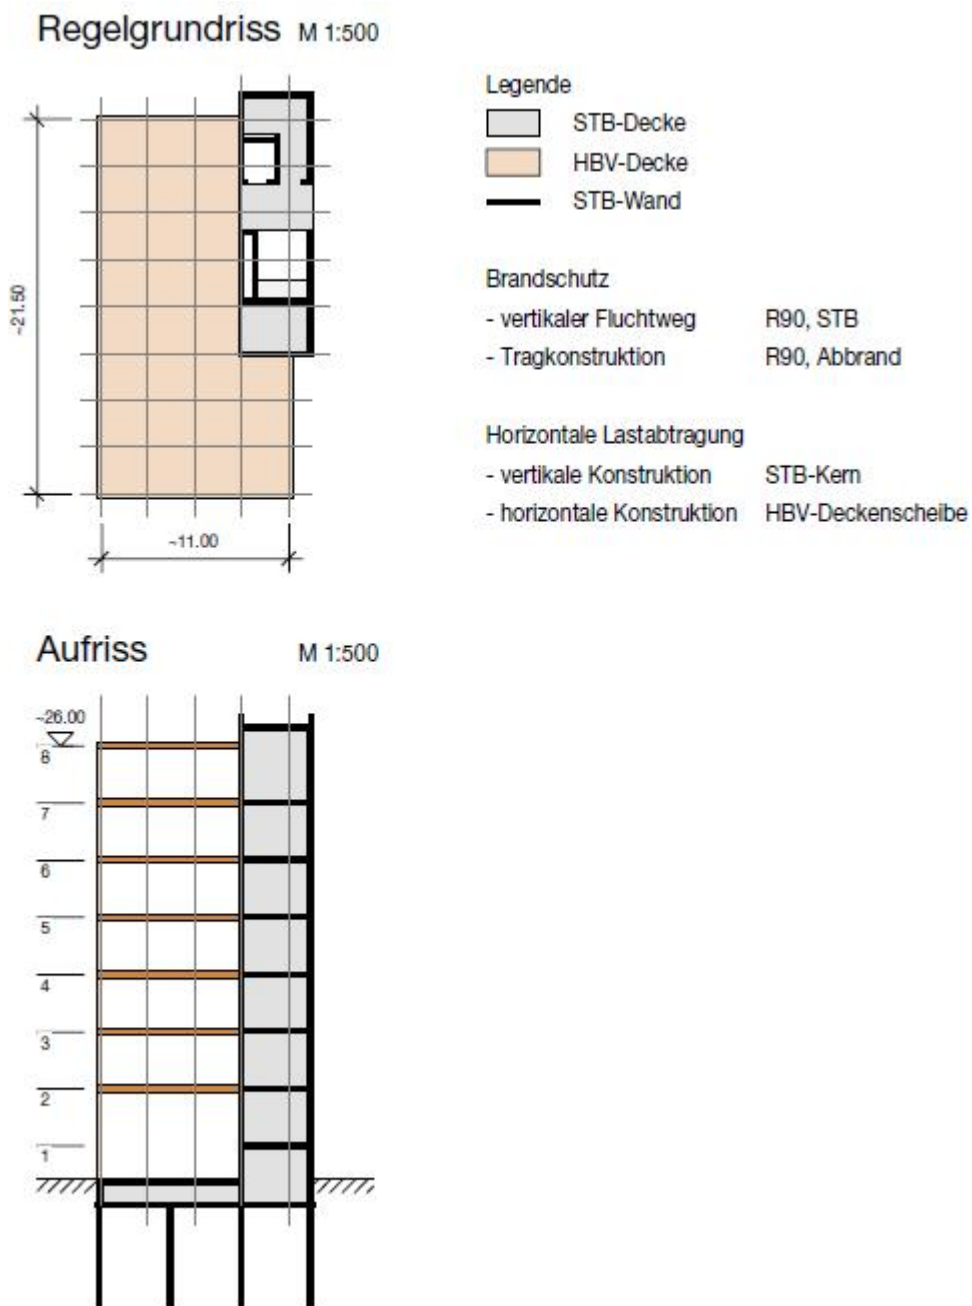 Regelgrundriss M 1:500
Legende
STB-Decke
HBV-Decke
STB-Wand
Brandschutz
- vertikaler Fluchtweg R90, STB
- Tragkonstruktion R90, Abbrand
Horizontale Lastabtragung
- vertikale Konstruktion STB-Kern
- horizontale Konstruktion HBV-Deckenscheibe
~21.50
~11.00
Aufriss M 1:500
~26.00
8
7
6
5
4
3
2
1